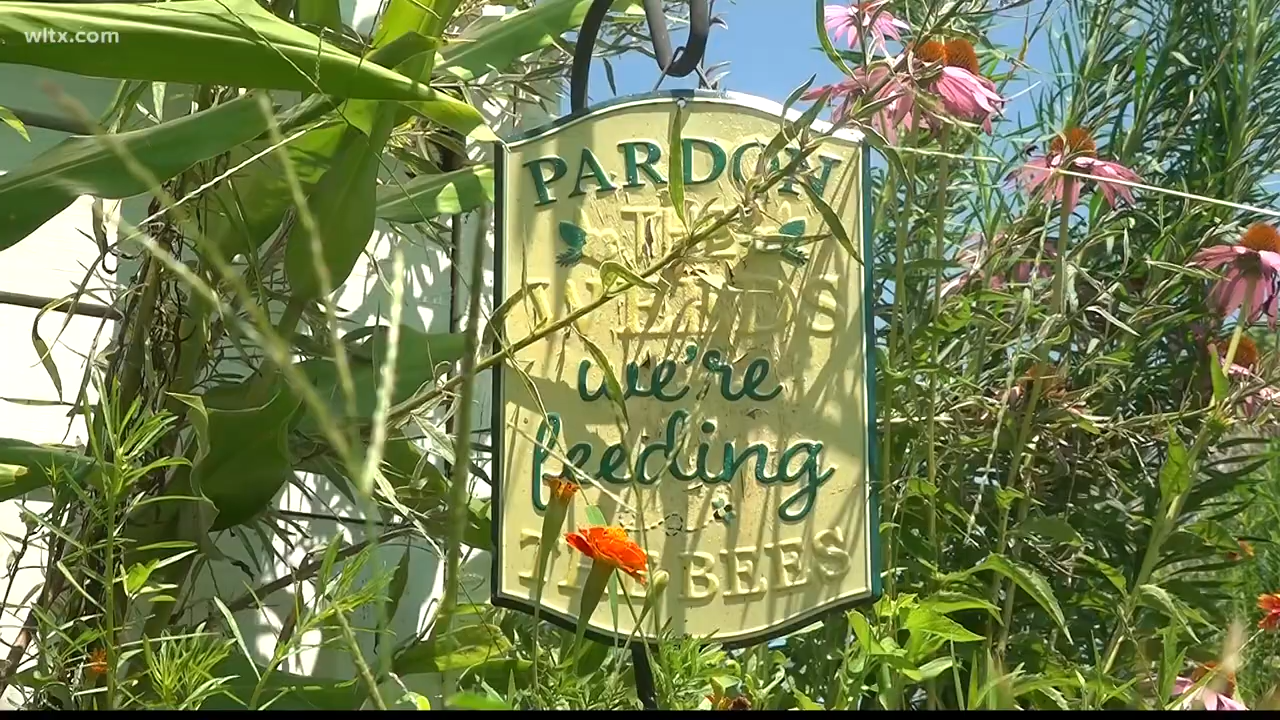 wltx.com
PARDON
THE
WEEDS
we're
feeding
THE BEES